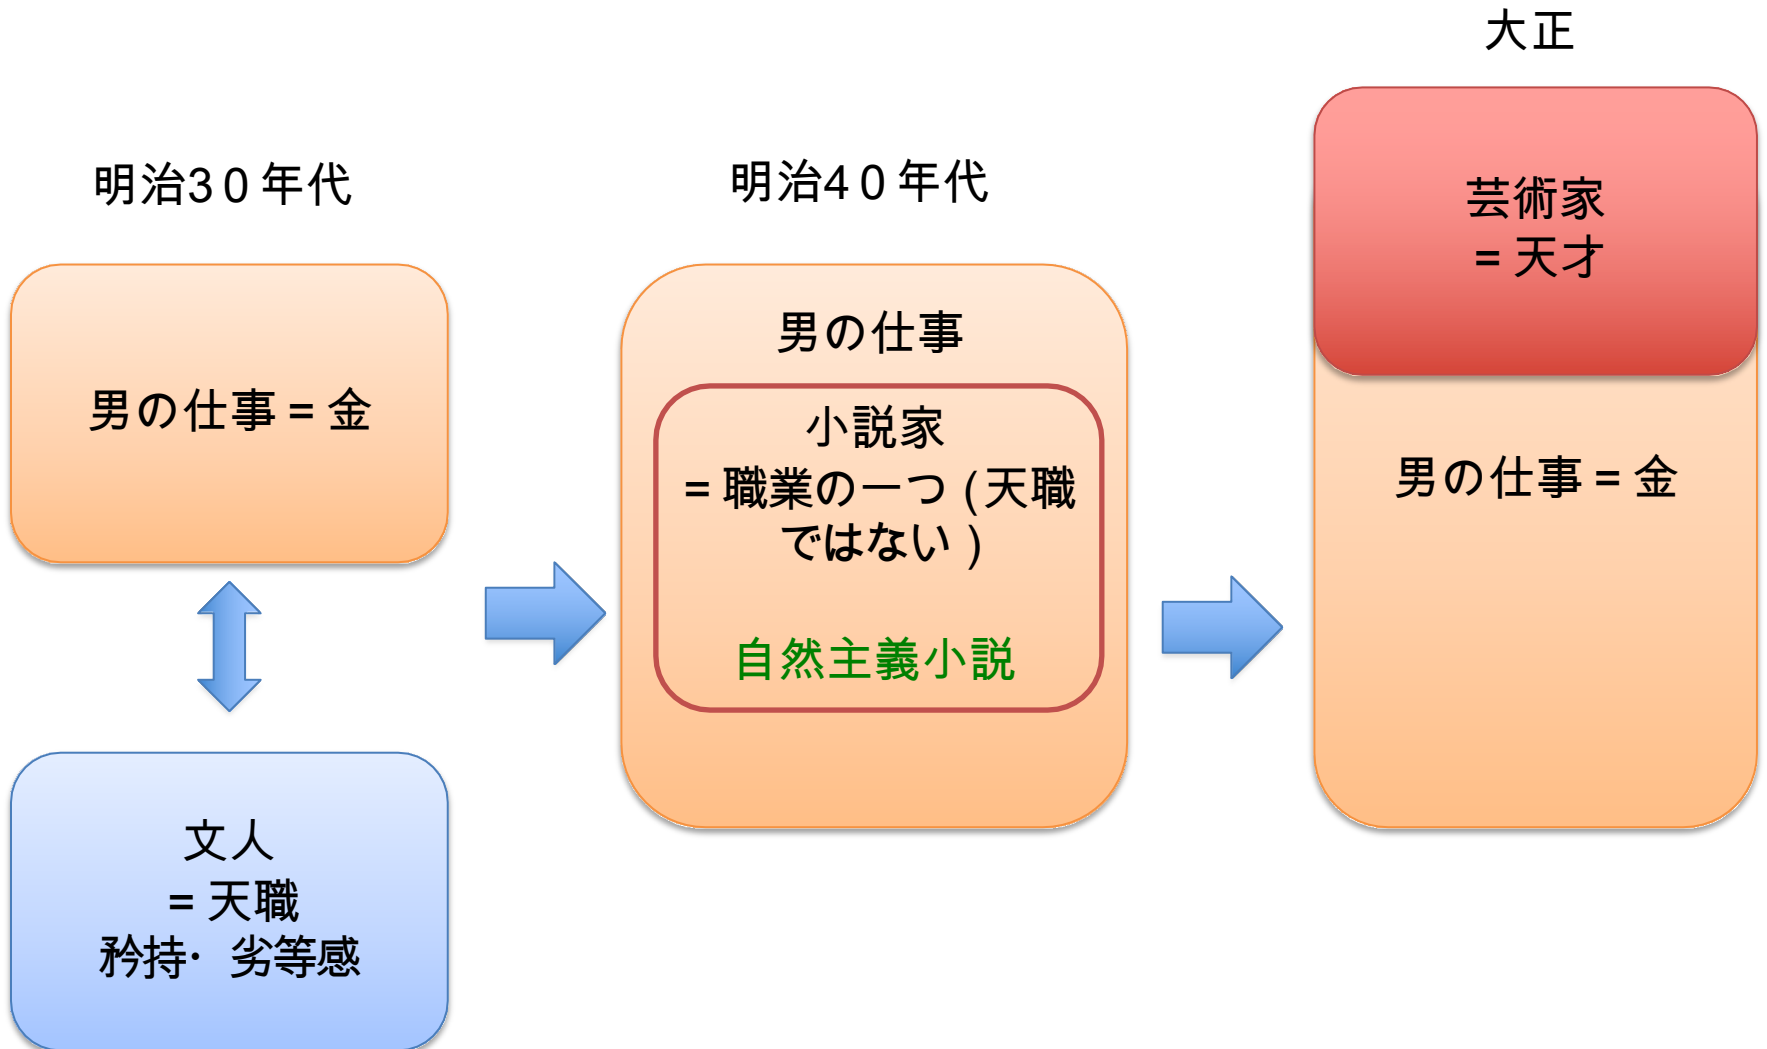 明治30年代
男の仕事=金
文人
=天職
矜持・劣等感
明治40年代
男の仕事
小説家
=職業の一つ(天職
ではない)
自然主義小説
大正
芸術家
=天才
男の仕事=金